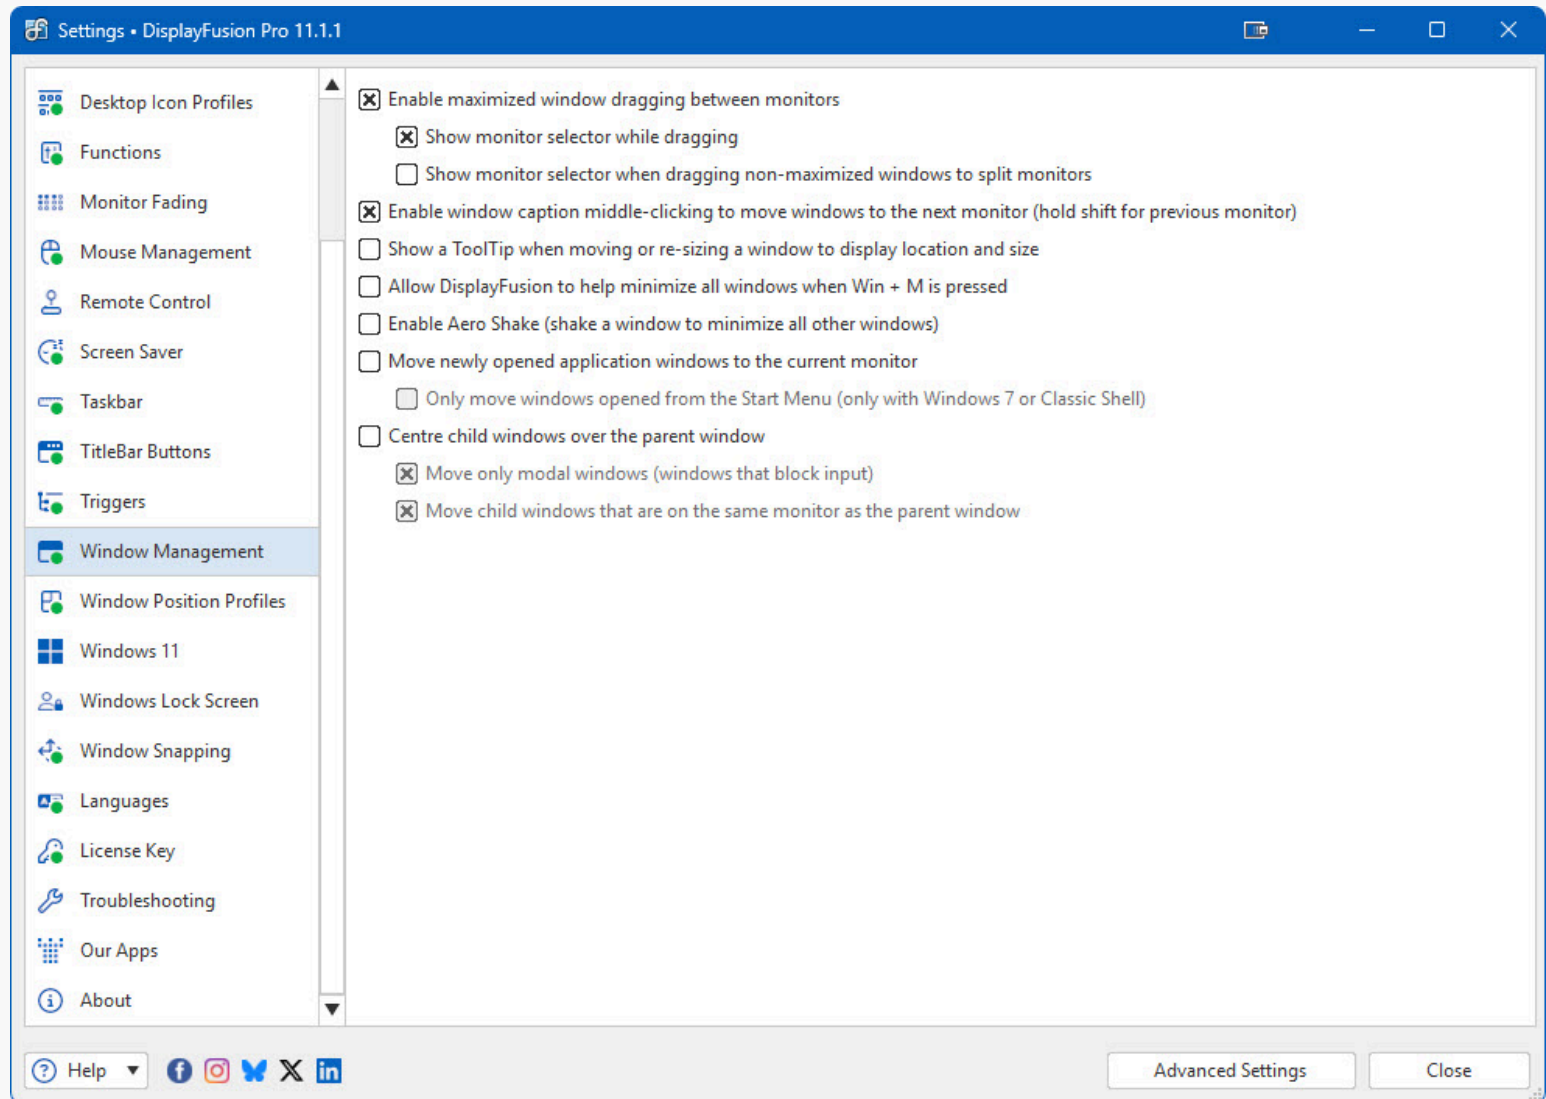 Settings • DisplayFusion Pro 11.1.1
Desktop Icon Profiles
Functions
Monitor Fading
Mouse Management
Remote Control
Screen Saver
Taskbar
TitleBar Buttons
Triggers
Window Management
Window Position Profiles
Windows 11
Windows Lock Screen
Window Snapping
Languages
License Key
Troubleshooting
Our Apps
About
Enable maximized window dragging between monitors
Show monitor selector while dragging
Show monitor selector when dragging non-maximized windows to split monitors
Enable window caption middle-clicking to move windows to the next monitor (hold shift for previous monitor)
Show a ToolTip when moving or re-sizing a window to display location and size
Allow DisplayFusion to help minimize all windows when Win + M is pressed
Enable Aero Shake (shake a window to minimize all other windows)
Move newly opened application windows to the current monitor
Only move windows opened from the Start Menu (only with Windows 7 or Classic Shell)
Centre child windows over the parent window
Move only modal windows (windows that block input)
Move child windows that are on the same monitor as the parent window
Help
Advanced Settings
Close